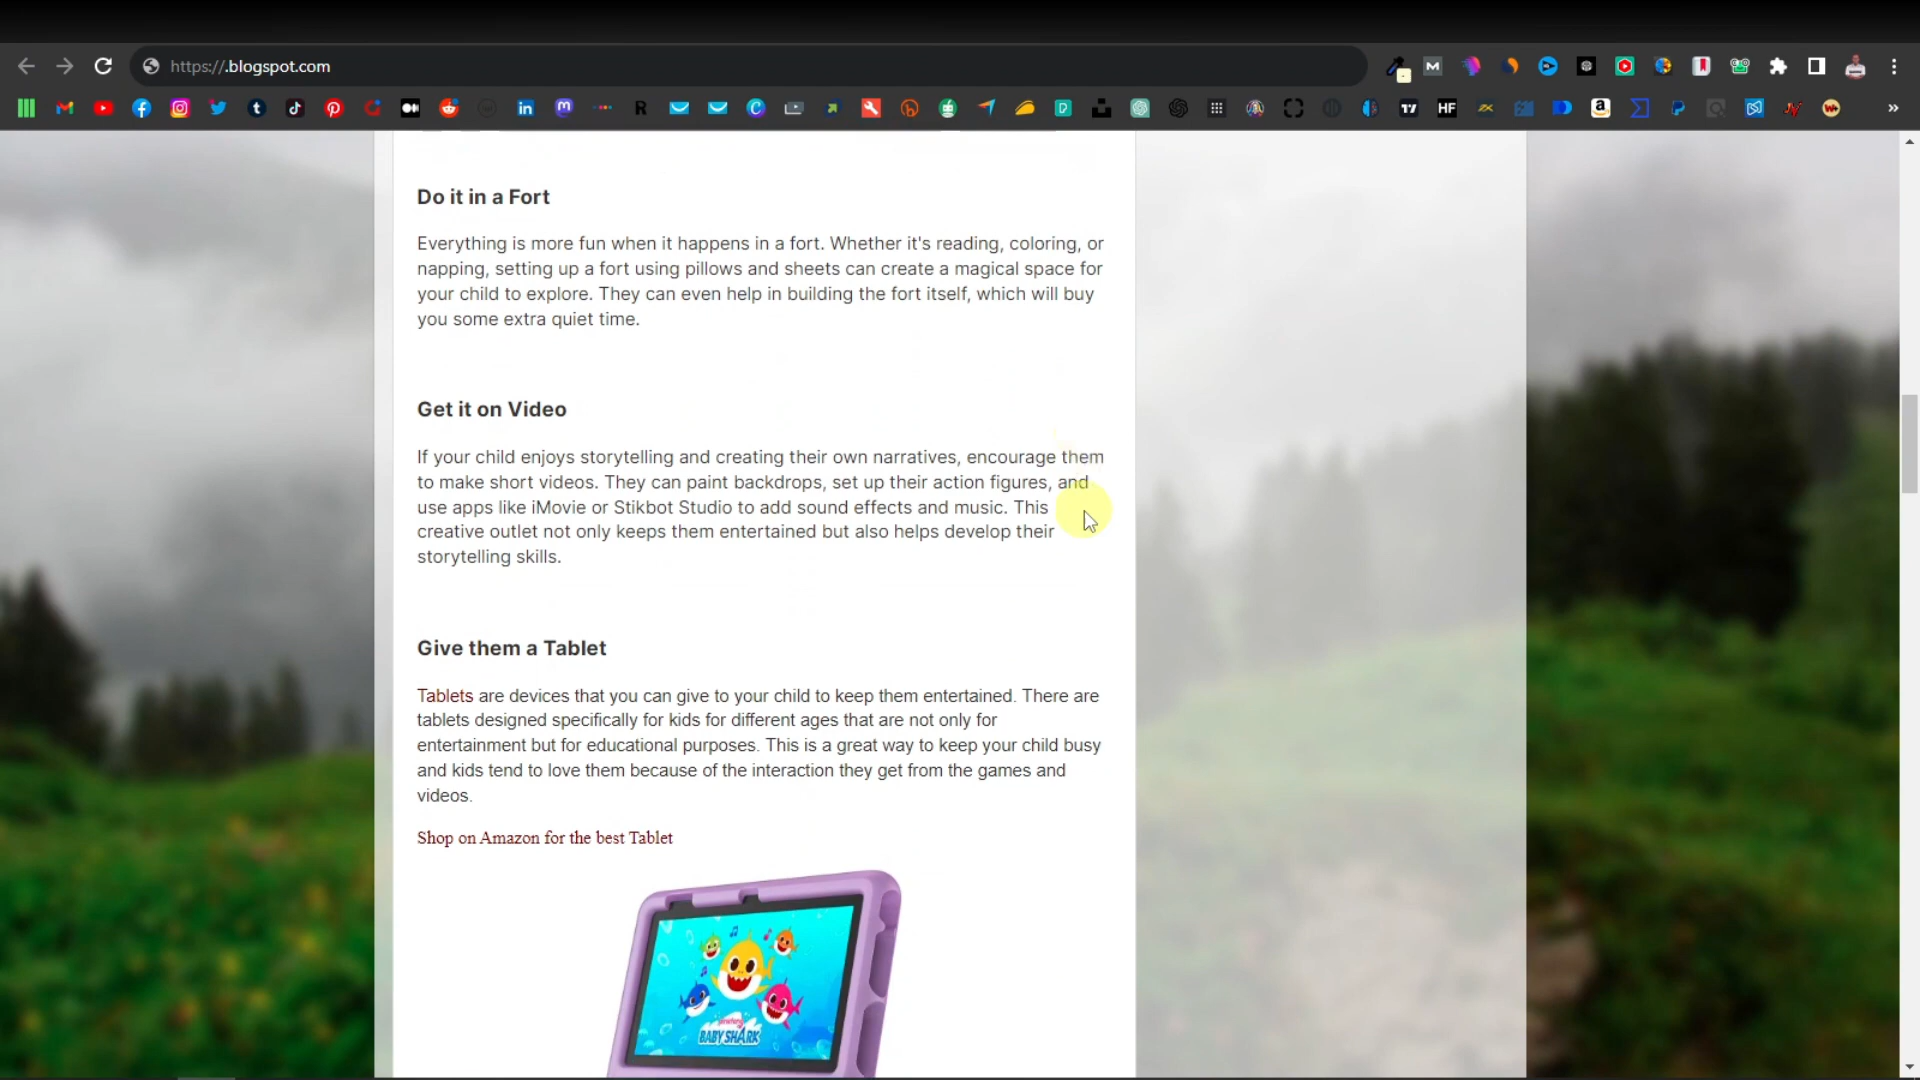 https://.blogspot.com
Do it in a Fort
Everything is more fun when it happens in a fort. Whether it's reading, coloring, or
napping, setting up a fort using pillows and sheets can create a magical space for
your child to explore. They can even help in building the fort itself, which will buy
you some extra quiet time.
Get it on Video
If your child enjoys storytelling and creating their own narratives, encourage them
to make short videos. They can paint backdrops, set up their action figures, and
use apps like iMovie or Stikbot Studio to add sound effects and music. This
creative outlet not only keeps them entertained but also helps develop their
storytelling skills.
Give them a Tablet
Tablets are devices that you can give to your child to keep them entertained. There are
tablets designed specifically for kids for different ages that are not only for
entertainment but for educational purposes. This is a great way to keep your child busy
and kids tend to love them because of the interaction they get from the games and
videos.
Shop on Amazon for the best Tablet
pinkfong
BABY SHARK